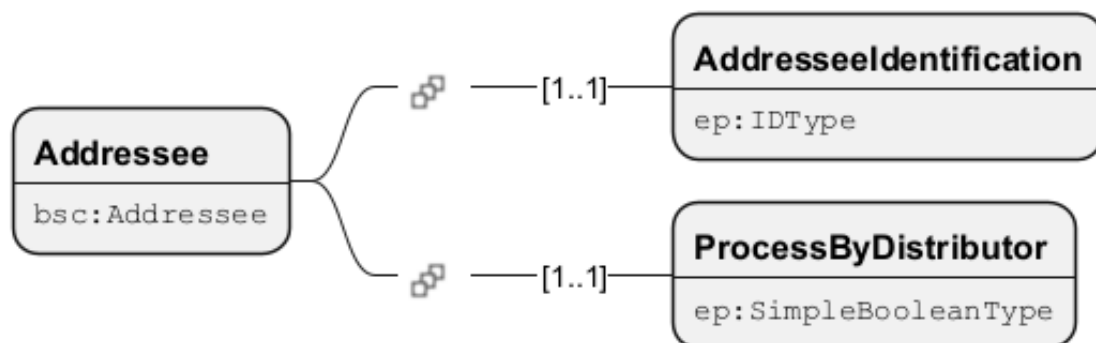 AddresseeIdentification
[1..1]
ep:IDType
Addressee
bsc:Addressee
ProcessByDistributor
[1..1]
ep:SimpleBooleanType